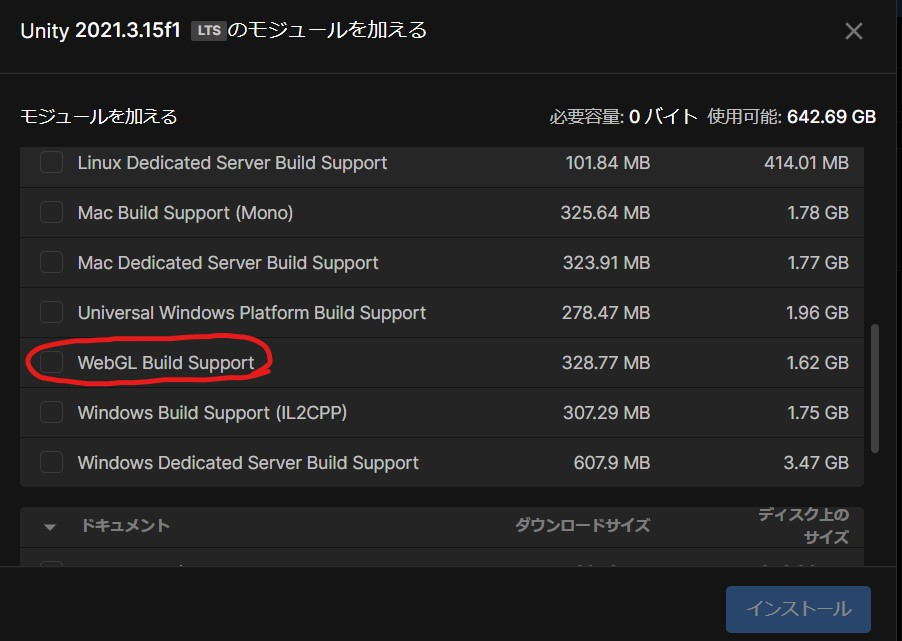 Unity 2021.3.15f1 LTS のモジュールを加える
モジュールを加える 必要容量: 0 バイト 使用可能: 642.69 GB
Linux Dedicated Server Build Support 101.84 MB 414.01 MB
Mac Build Support (Mono) 325.64 MB 1.78 GB
Mac Dedicated Server Build Support 323.91 MB 1.77 GB
Universal Windows Platform Build Support 278.47 MB 1.96 GB
WebGL Build Support 328.77 MB 1.62 GB
Windows Build Support (IL2CPP) 307.29 MB 1.75 GB
Windows Dedicated Server Build Support 607.9 MB 3.47 GB
ドキュメント ダウンロードサイズ ディスク上の
サイズ
インストール